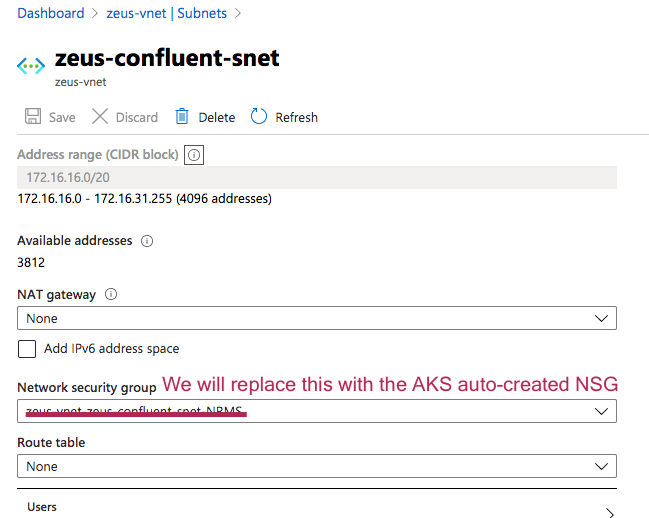 Dashboard > zeus-vnet | Subnets >
zeus-confluent-snet
zeus-vnet
Save Discard Delete Refresh
Address range (CIDR block)
172.16.16.0/20
172.16.16.0 - 172.16.31.255 (4096 addresses)
Available addresses
3812
NAT gateway
None
Add IPv6 address space
Network security group We will replace this with the AKS auto-created NSG
zeus-vnet-zeus-confluent-snet-NRMS
Route table
None
Users